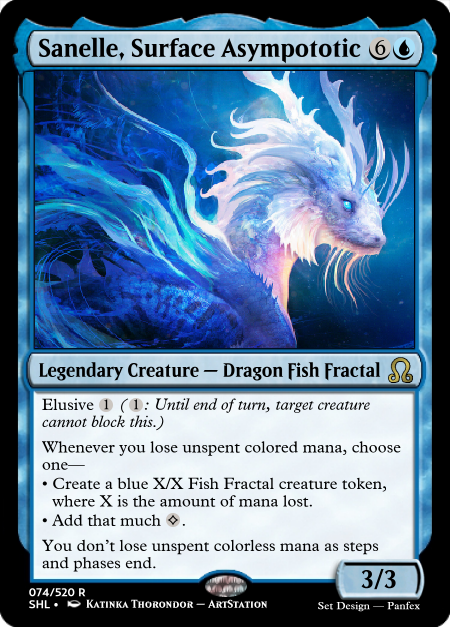 Sanelle, Surface Asympototic 6
Legendary Creature — Dragon Fish Fractal
Elusive 1 ( 1: Until end of turn, target creature
cannot block this.)
Whenever you lose unspent colored mana, choose
one—
• Create a blue X/X Fish Fractal creature token,
where X is the amount of mana lost.
• Add that much .
You don't lose unspent colorless mana as steps
and phases end.
3/3
074/520 R
SHL • Katinka Thorondor — ArtStation
Set Design — Panfex